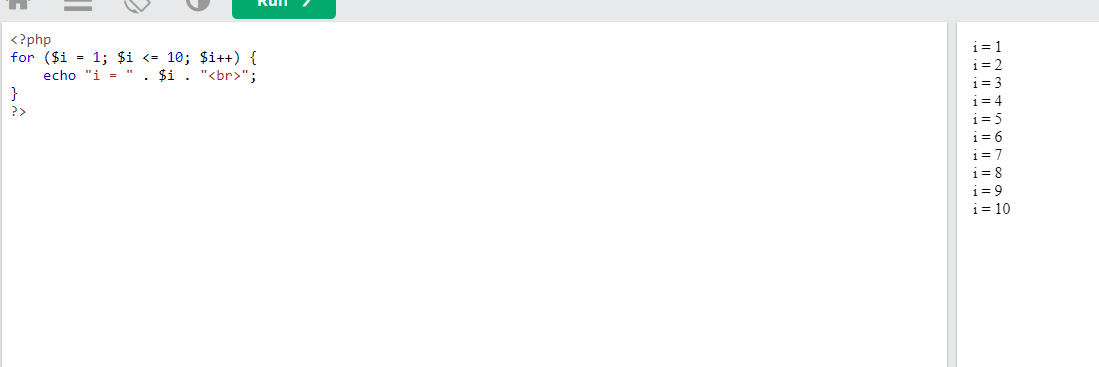 Run ❯
<?php
for ($i = 1; $i <= 10; $i++) {
    echo "i = " . $i . "<br>";
}
?>
i = 1
i = 2
i = 3
i = 4
i = 5
i = 6
i = 7
i = 8
i = 9
i = 10